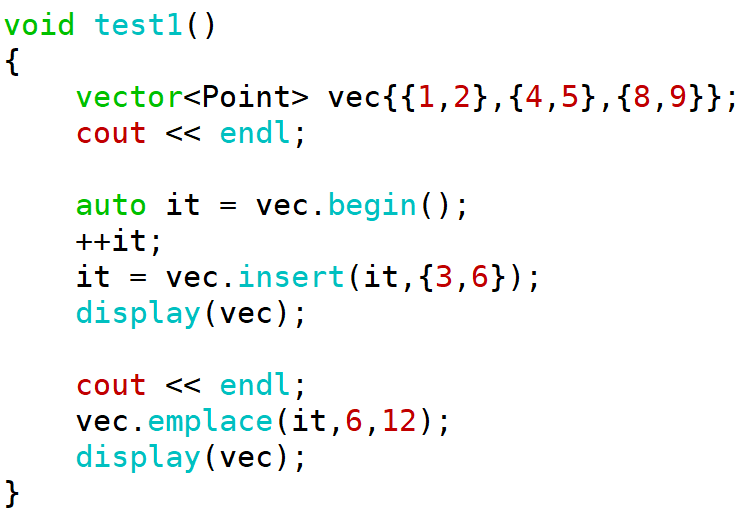 void test1()
{
    vector<Point> vec{{1,2},{4,5},{8,9}};
    cout << endl;

    auto it = vec.begin();
    ++it;
    it = vec.insert(it,{3,6});
    display(vec);

    cout << endl;
    vec.emplace(it,6,12);
    display(vec);
}